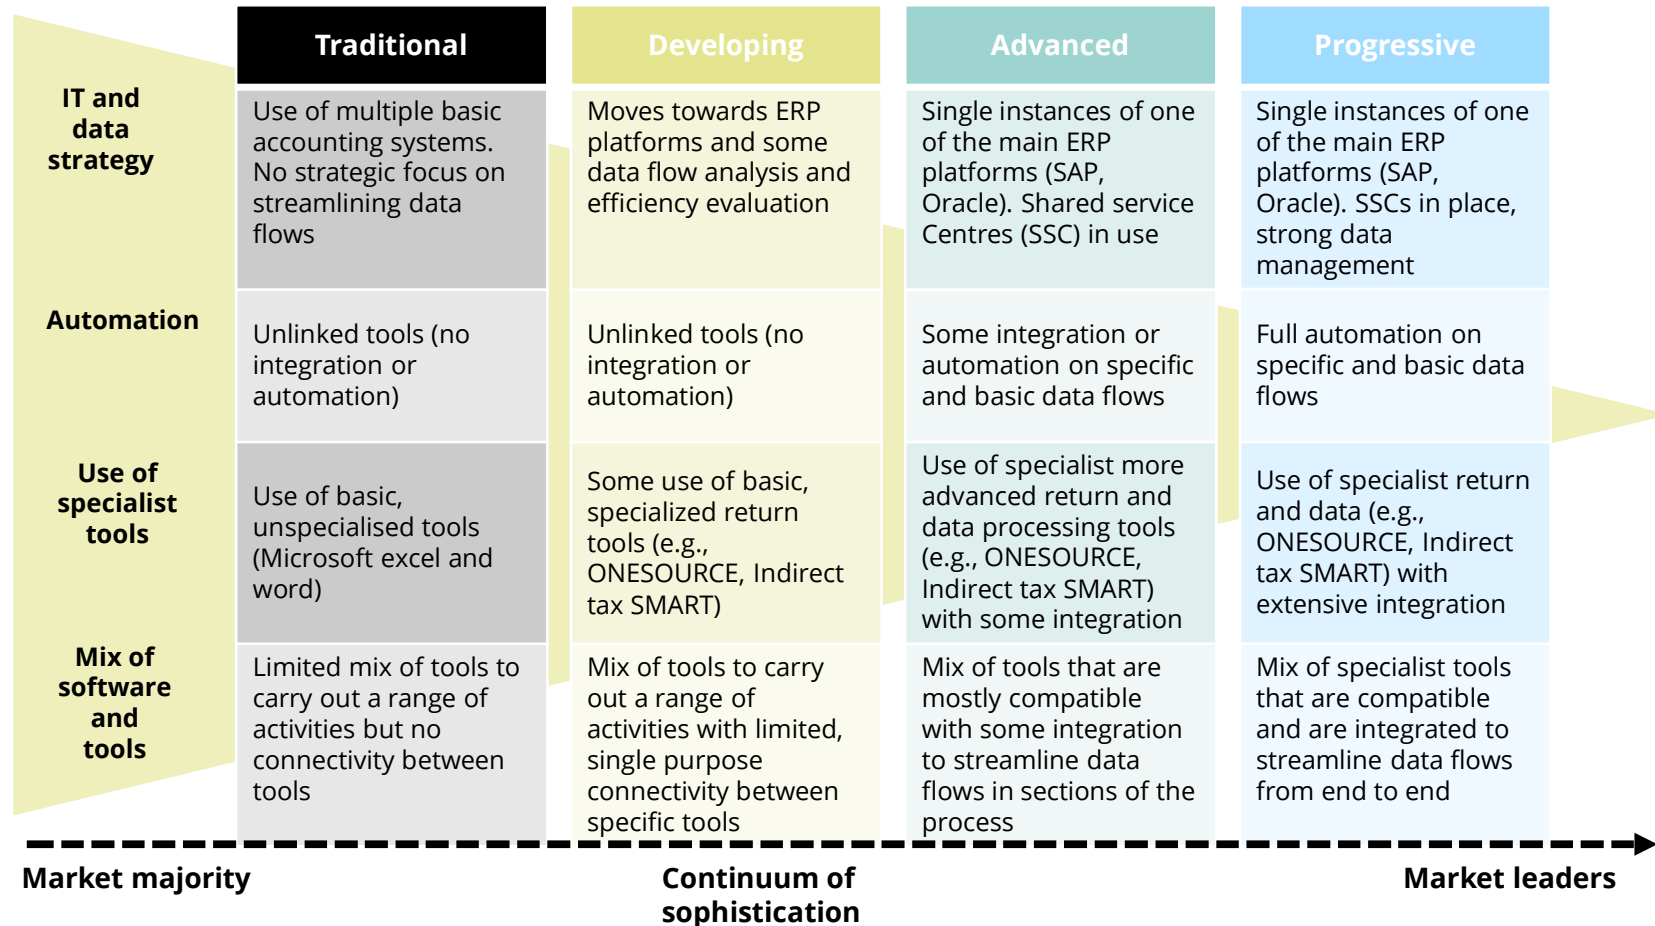 Traditional
Developing
Advanced
Progressive
IT and
data
strategy
Use of multiple basic
accounting systems.
No strategic focus on
streamlining data
flows
Moves towards ERP
platforms and some
data flow analysis and
efficiency evaluation
Single instances of one
of the main ERP
platforms (SAP,
Oracle). Shared service
Centres (SSC) in use
Single instances of one
of the main ERP
platforms (SAP,
Oracle). SSCs in place,
strong data
management
Automation
Unlinked tools (no
integration or
automation)
Unlinked tools (no
integration or
automation)
Some integration or
automation on specific
and basic data flows
Full automation on
specific and basic data
flows
Use of
specialist
tools
Use of basic,
unspecialised tools
(Microsoft excel and
word)
Some use of basic,
specialized return
tools (e.g.,
ONESOURCE, Indirect
tax SMART)
Use of specialist more
advanced return and
data processing tools
(e.g., ONESOURCE,
Indirect tax SMART)
with some integration
Use of specialist return
and data (e.g.,
ONESOURCE, Indirect
tax SMART) with
extensive integration
Mix of
software
and
tools
Limited mix of tools to
carry out a range of
activities but no
connectivity between
tools
Mix of tools to carry
out a range of
activities with limited,
single purpose
connectivity between
specific tools
Mix of tools that are
mostly compatible
with some integration
to streamline data
flows in sections of the
process
Mix of specialist tools
that are compatible
and are integrated to
streamline data flows
from end to end
Market majority
Continuum of
sophistication
Market leaders